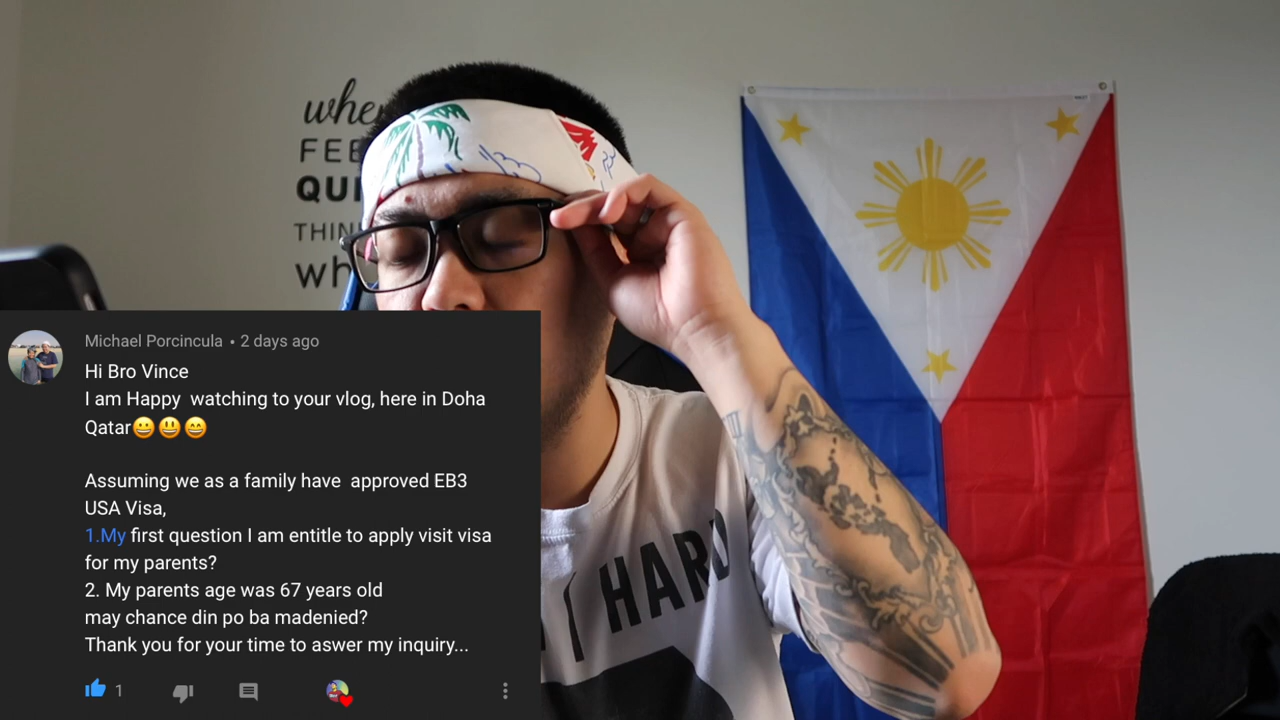 whe
FEE
QUI
THIN
wh
HARD
Michael Porcincula • 2 days ago
Hi Bro Vince
I am Happy watching to your vlog, here in Doha
Qatar😀😃😄
Assuming we as a family have approved EB3
USA Visa,
1.My first question I am entitle to apply visit visa
for my parents?
2. My parents age was 67 years old
may chance din po ba madenied?
Thank you for your time to aswer my inquiry...
1